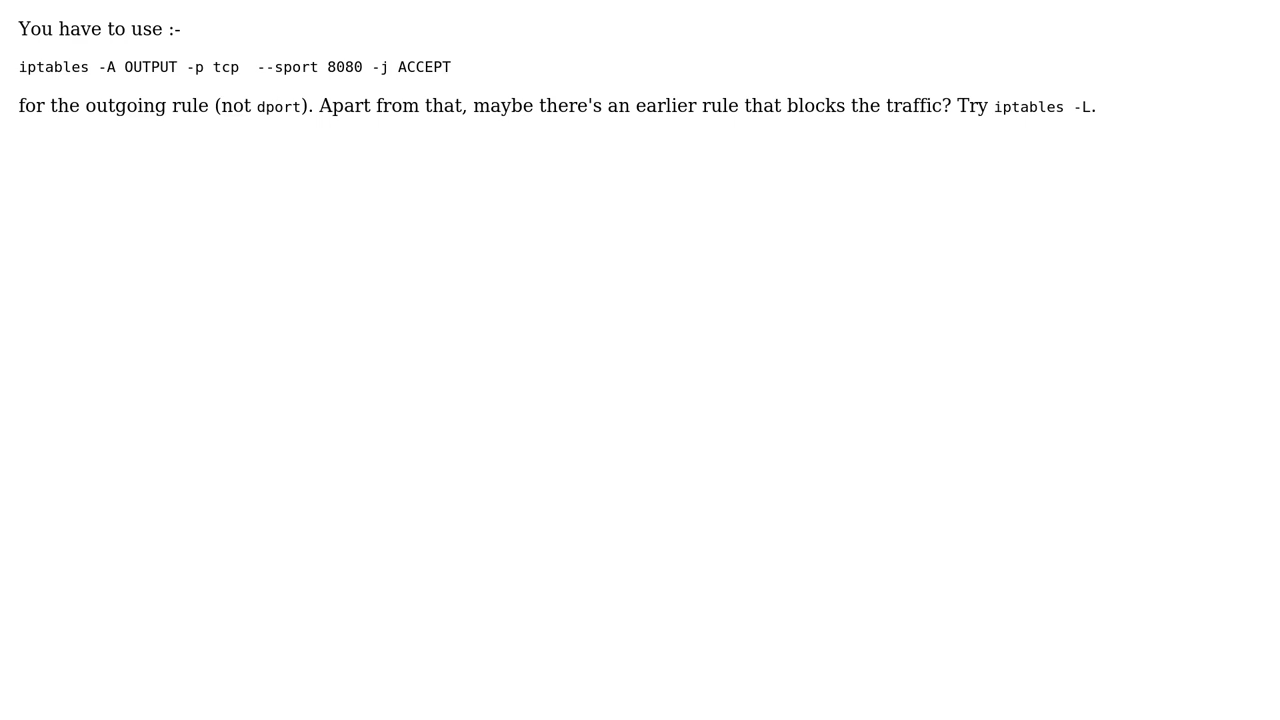 You have to use :-
iptables -A OUTPUT -p tcp  --sport 8080 -j ACCEPT
for the outgoing rule (not dport). Apart from that, maybe there's an earlier rule that blocks the traffic? Try iptables -L.